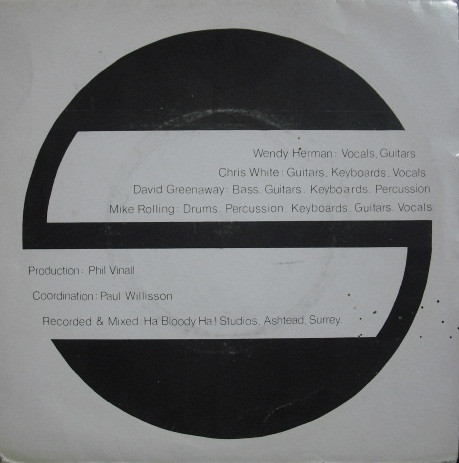 Wendy Herman: Vocals, Guitars
Chris White: Guitars, Keyboards, Vocals
David Greenaway: Bass, Guitars, Keyboards, Percussion
Mike Rolling: Drums, Percussion, Keyboards, Guitars, Vocals
Production: Phil Vinall
Coordination: Paul Willisson
Recorded & Mixed: Ha Bloody Ha! Studios, Ashtead, Surrey.